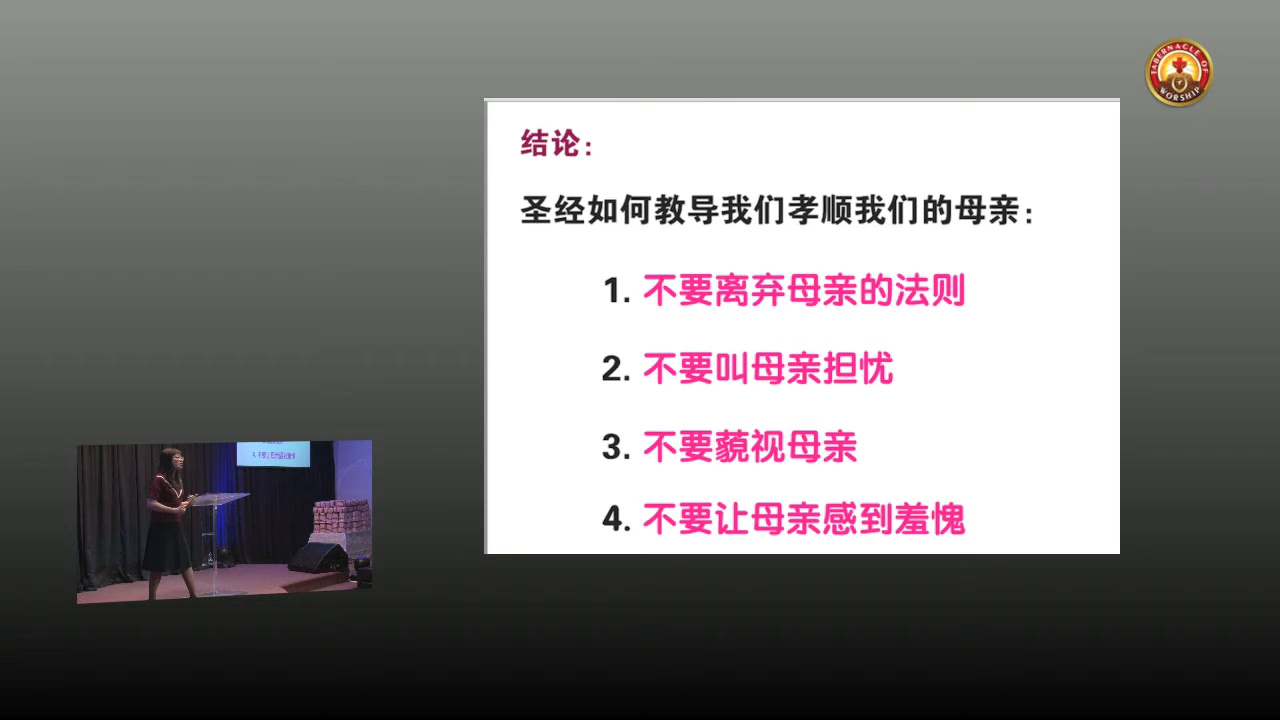 TABERNACLE OF
WORSHIP
结论：
圣经如何教导我们孝顺我们的母亲：
1. 不要离弃母亲的法则
2. 不要叫母亲担忧
3. 不要藐视母亲
4. 不要让母亲感到羞愧